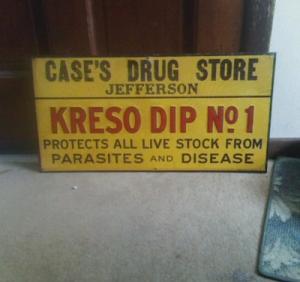 CASE'S DRUG STORE
JEFFERSON
KRESO DIP No 1
PROTECTS ALL LIVE STOCK FROM
PARASITES AND DISEASE